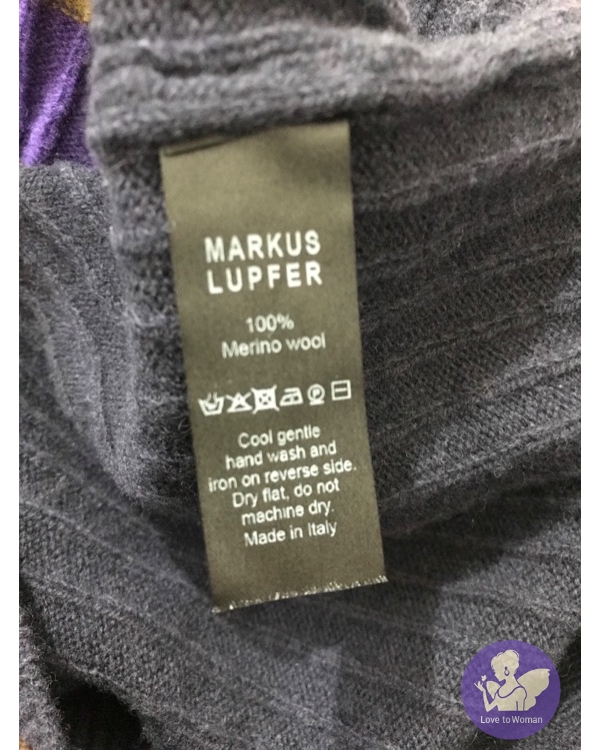 MARKUS
LUPFER
100%
Merino wool
Cool gentle
hand wash and
iron on reverse side.
Dry flat, do not
machine dry.
Made in Italy
Love to Woman